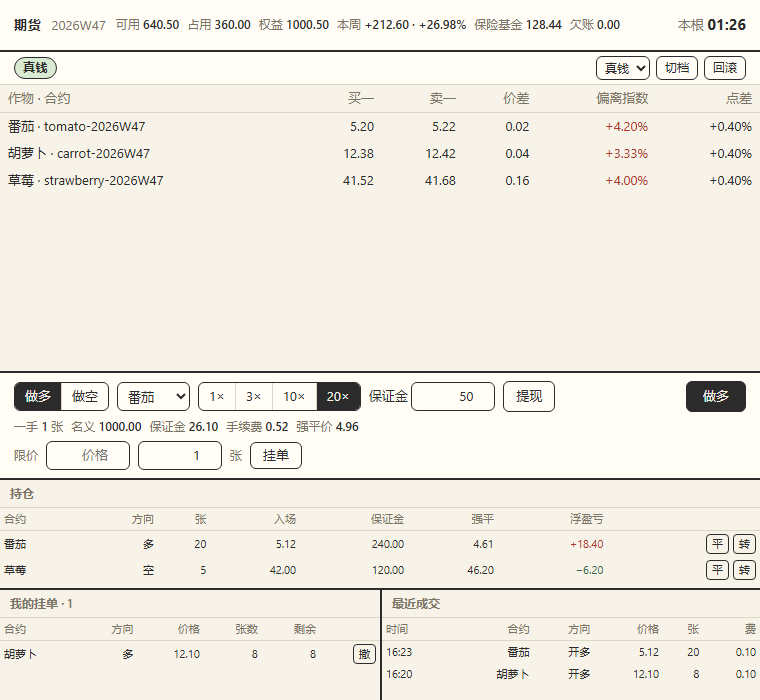 期货 2026W47 可用 640.50 占用 360.00 权益 1000.50 本周 +212.60 · +26.98% 保险基金 128.44 欠账 0.00 本根 01:26
真钱 真钱 切档 回滚
作物 · 合约 买一 卖一 价差 偏离指数 点差
番茄 · tomato-2026W47 5.20 5.22 0.02 +4.20% +0.40%
胡萝卜 · carrot-2026W47 12.38 12.42 0.04 +3.33% +0.40%
草莓 · strawberry-2026W47 41.52 41.68 0.16 +4.00% +0.40%
做多 做空 番茄 1× 3× 10× 20× 保证金 50 提现 做多
一手 1 张 名义 1000.00 保证金 26.10 手续费 0.52 强平价 4.96
限价 价格 1 张 挂单
持仓
合约 方向 张 入场 保证金 强平 浮盈亏
番茄 多 20 5.12 240.00 4.61 +18.40 平 转
草莓 空 5 42.00 120.00 46.20 −6.20 平 转
我的挂单 · 1
合约 方向 价格 张数 剩余
胡萝卜 多 12.10 8 8 撤
最近成交
时间 合约 方向 价格 张 费
16:23 番茄 开多 5.12 20 0.10
16:20 胡萝卜 开多 12.10 8 0.10